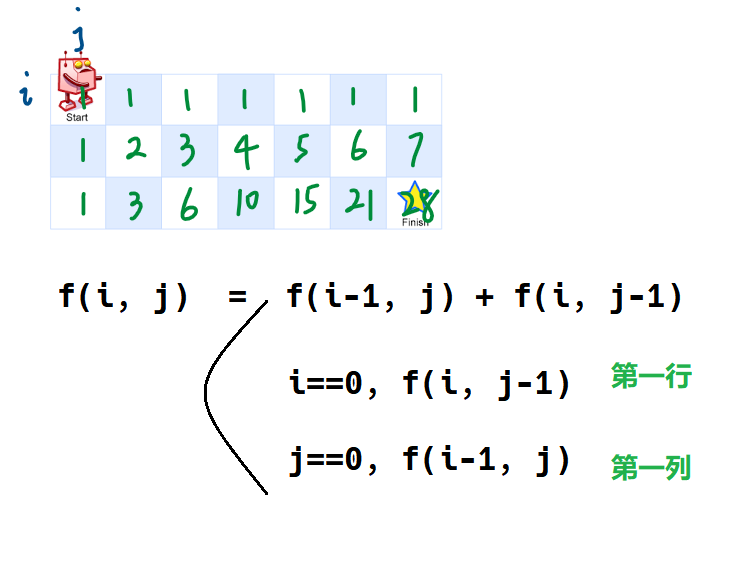 j
i
1 1 1 1 1 1 1
Start
1 2 3 4 5 6 7
1 3 6 10 15 21 28
Finish
f(i, j) = f(i-1, j) + f(i, j-1)
i==0, f(i, j-1) 第一行
j==0, f(i-1, j) 第一列